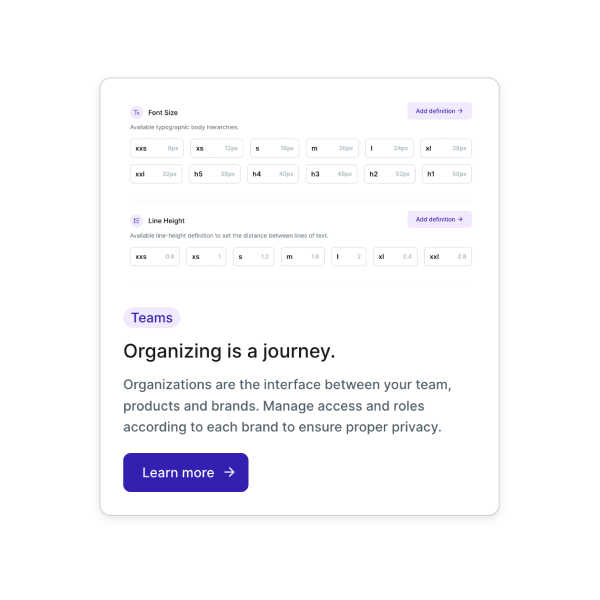 Font Size
Add definition →
Available typographic body hierarchies.
xxs 8px xs 12px s 16px m 20px l 24px xl 28px
xxl 32px h5 36px h4 40px h3 48px h2 52px h1 56px
Line Height
Add definition →
Available line-height definition to set the distance between lines of text.
xxs 0.8 xs 1 s 1.2 m 1.6 l 2 xl 2.4 xxl 2.8
Teams
Organizing is a journey.
Organizations are the interface between your team,
products and brands. Manage access and roles
according to each brand to ensure proper privacy.
Learn more →